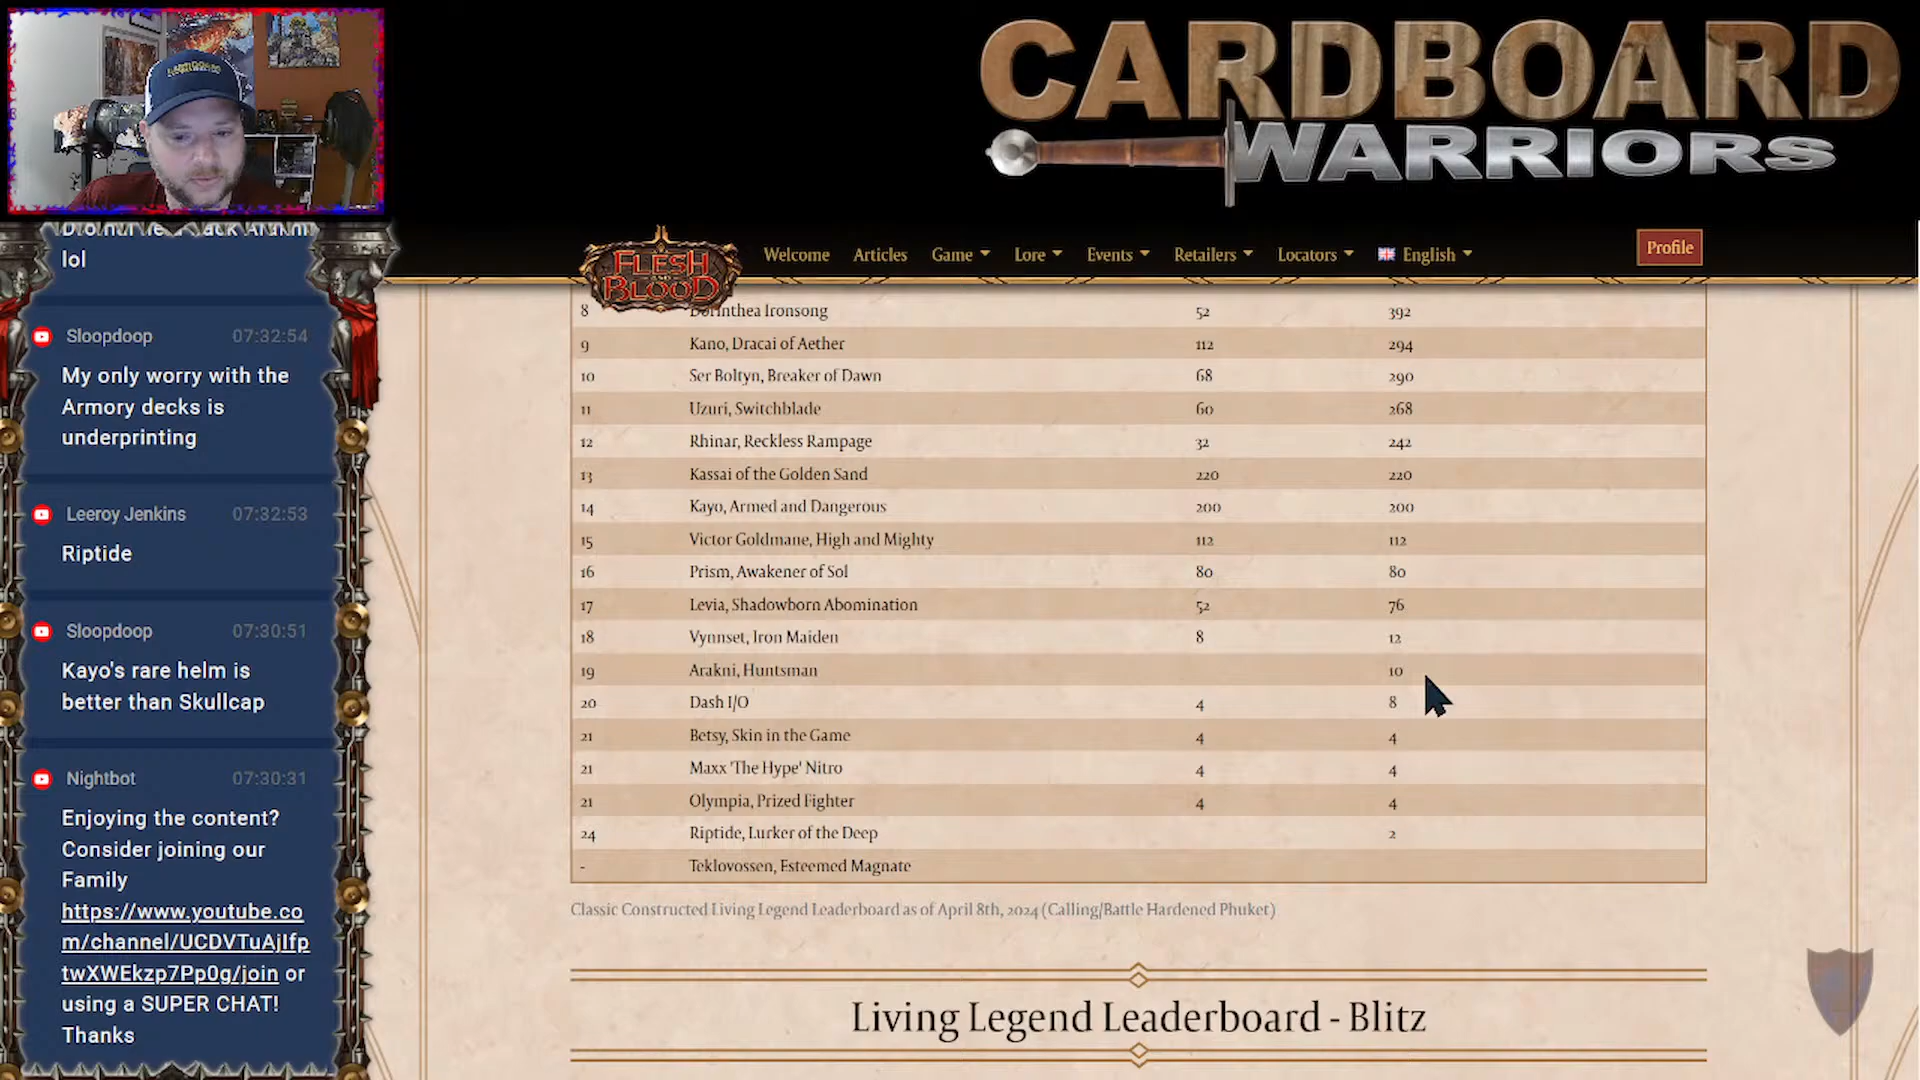 CARDBOARD
WARRIORS
FLESH
AND
BLOOD
Welcome
Articles
Game
Lore
Events
Retailers
Locators
English
Profile
lol
Sloopdoop 07:32:54
My only worry with the
Armory decks is
underprinting
Leeroy Jenkins 07:32:53
Riptide
Sloopdoop 07:30:51
Kayo's rare helm is
better than Skullcap
Nightbot 07:30:31
Enjoying the content?
Consider joining our
Family
https://www.youtube.co
m/channel/UCDVTuAjIfp
twXWEkzp7Pp0g/join or
using a SUPER CHAT!
Thanks
8 Dorinthea Ironsong 52 392
9 Kano, Dracai of Aether 112 294
10 Ser Boltyn, Breaker of Dawn 68 290
11 Uzuri, Switchblade 60 268
12 Rhinar, Reckless Rampage 32 242
13 Kassai of the Golden Sand 220 220
14 Kayo, Armed and Dangerous 200 200
15 Victor Goldmane, High and Mighty 112 112
16 Prism, Awakener of Sol 80 80
17 Levia, Shadowborn Abomination 52 76
18 Vynnset, Iron Maiden 8 12
19 Arakni, Huntsman 10
20 Dash I/O 4 8
21 Betsy, Skin in the Game 4 4
21 Maxx 'The Hype' Nitro 4 4
21 Olympia, Prized Fighter 4 4
24 Riptide, Lurker of the Deep 2
- Teklovossen, Esteemed Magnate
Classic Constructed Living Legend Leaderboard as of April 8th, 2024 (Calling/Battle Hardened Phuket)
Living Legend Leaderboard - Blitz